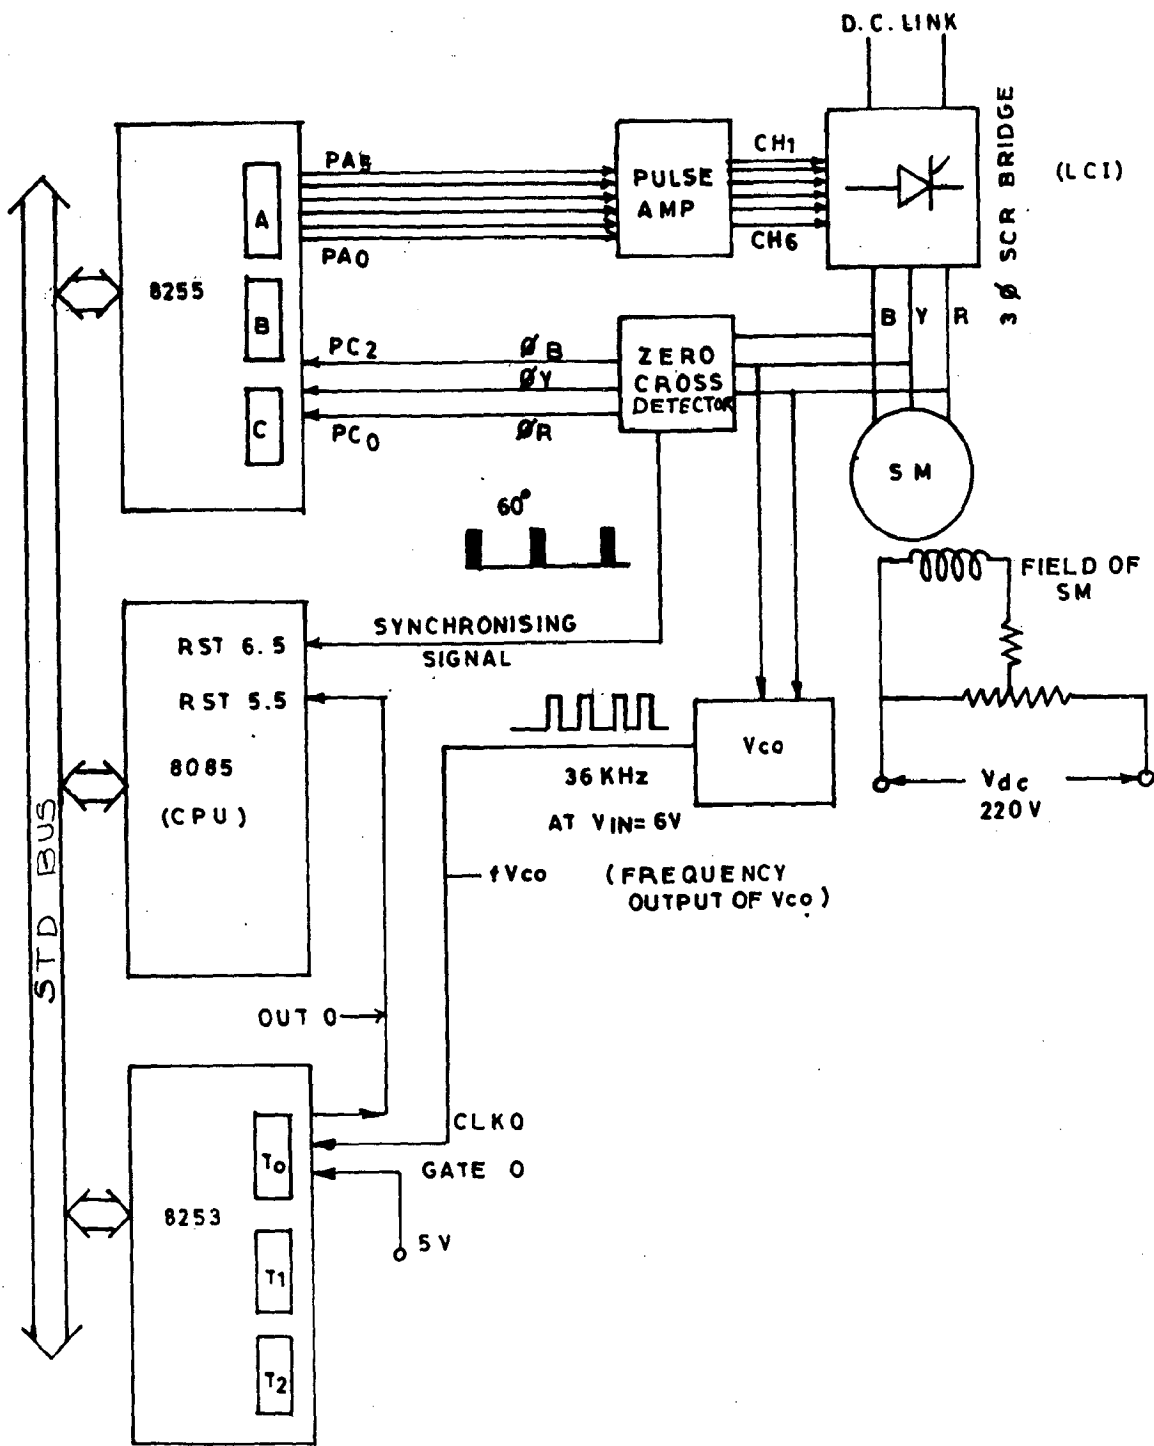 D.C. LINK
3Ø SCR BRIDGE
(LCI)
PA5
PULSE
AMP
CH1
A
PA0
CH6
8255
B
B Y R
PC2
ØB
ZERO
CROSS
DETECTOR
ØY
C
PC0
ØR
SM
60°
FIELD OF
SM
SYNCHRONISING
SIGNAL
RST 6.5
RST 5.5
8085
(CPU)
Vco
36 KHz
AT VIN=6V
Vdc
220V
fVco
(FREQUENCY
OUTPUT OF Vco)
STD BUS
OUT 0
CLK0
T0
GATE 0
8253
5V
T1
T2